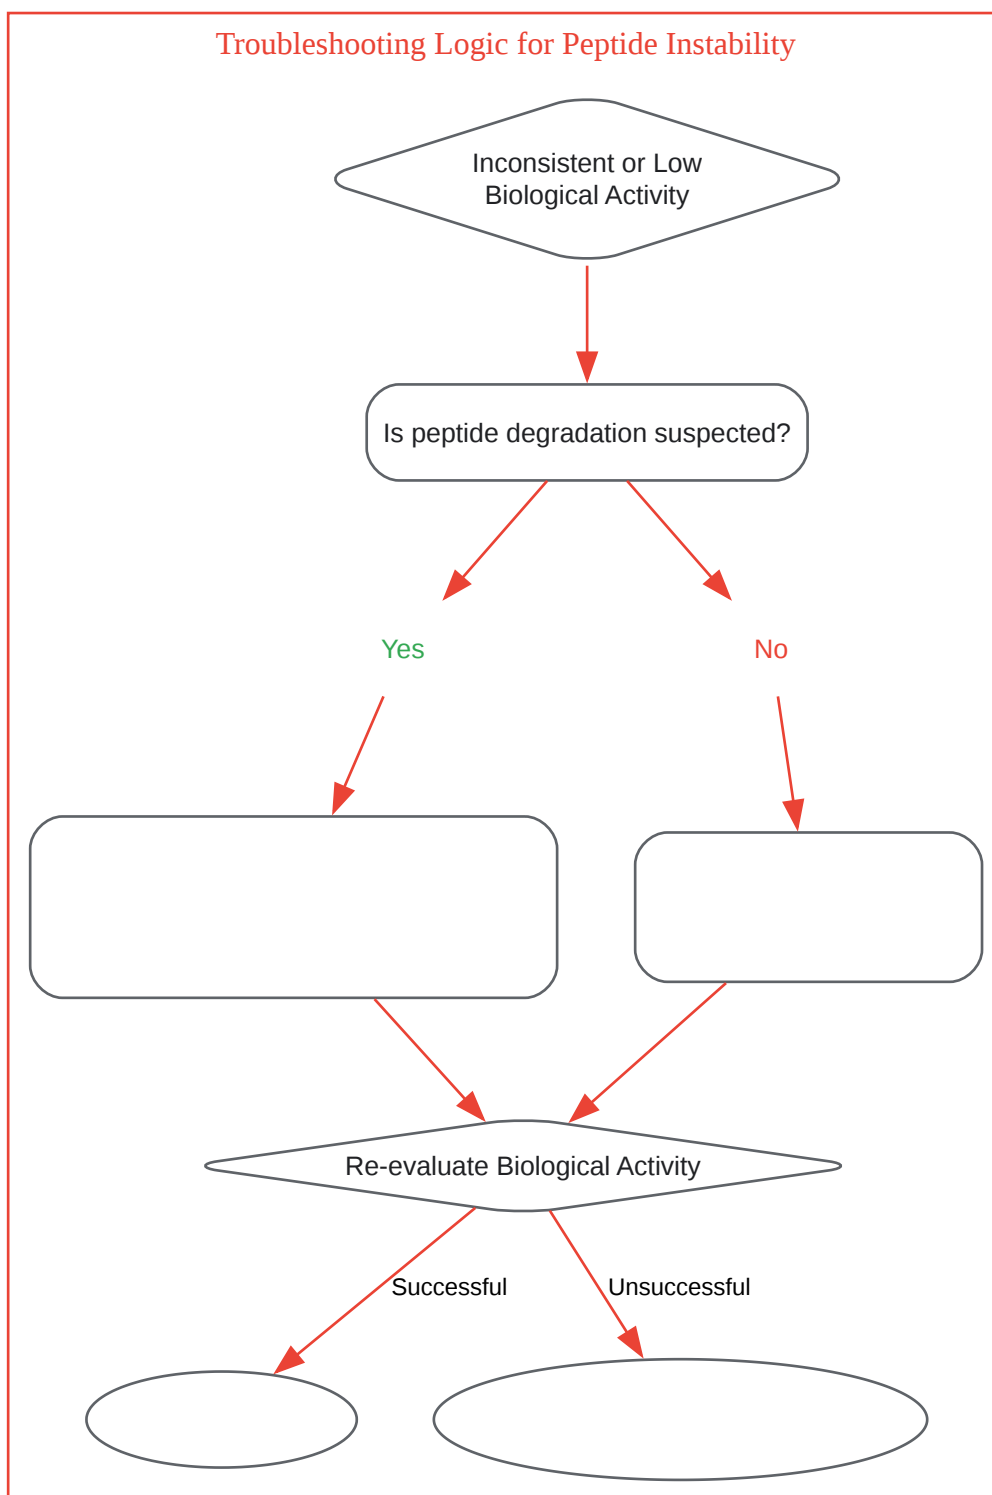 Troubleshooting Logic for Peptide Instability
Inconsistent or Low
Biological Activity
Is peptide degradation suspected?
Yes
No
Re-evaluate Biological Activity
Successful
Unsuccessful